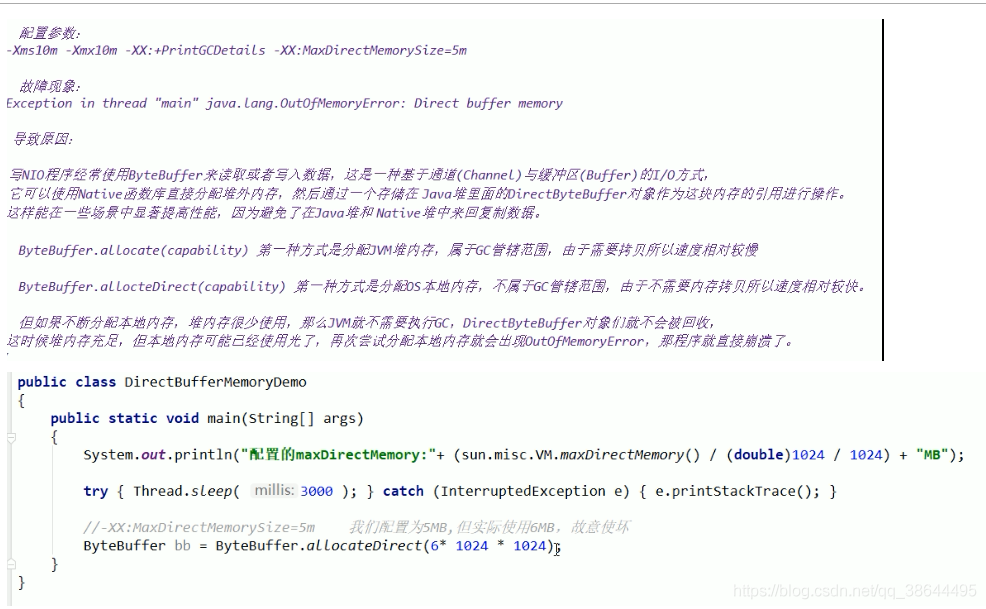 配置参数:
-Xms10m -Xmx10m -XX:+PrintGCDetails -XX:MaxDirectMemorySize=5m
故障现象:
Exception in thread "main" java.lang.OutOfMemoryError: Direct buffer memory
导致原因:
写NIO程序经常使用ByteBuffer来读取或者写入数据，这是一种基于通道(Channel)与缓冲区(Buffer)的I/O方式，
它可以使用Native函数库直接分配堆外内存，然后通过一个存储在Java堆里面的DirectByteBuffer对象作为这块内存的引用进行操作。
这样能在一些场景中显著提高性能，因为避免了在Java堆和Native堆中来回复制数据。
ByteBuffer.allocate(capability) 第一种方式是分配JVM堆内存，属于GC管辖范围，由于需要拷贝所以速度相对较慢
ByteBuffer.allocteDirect(capability) 第一种方式是分配OS本地内存，不属于GC管辖范围，由于不需要内存拷贝所以速度相对较快。
但如果不断分配本地内存，堆内存很少使用，那么JVM就不需要执行GC，DirectByteBuffer对象们就不会被回收，
这时候堆内存充足，但本地内存可能已经使用光了，再次尝试分配本地内存就会出现OutOfMemoryError，那程序就直接崩溃了。
public class DirectBufferMemoryDemo
{
public static void main(String[] args)
{
System.out.println("配置的maxDirectMemory:"+ (sun.misc.VM.maxDirectMemory() / (double)1024 / 1024) + "MB");
try { Thread.sleep( millis: 3000 ); } catch (InterruptedException e) { e.printStackTrace(); }
//-XX:MaxDirectMemorySize=5m 我们配置为5MB,但实际使用6MB，故意使坏
ByteBuffer bb = ByteBuffer.allocateDirect(6* 1024 * 1024);
}
}
https://blog.csdn.net/qq_38644495